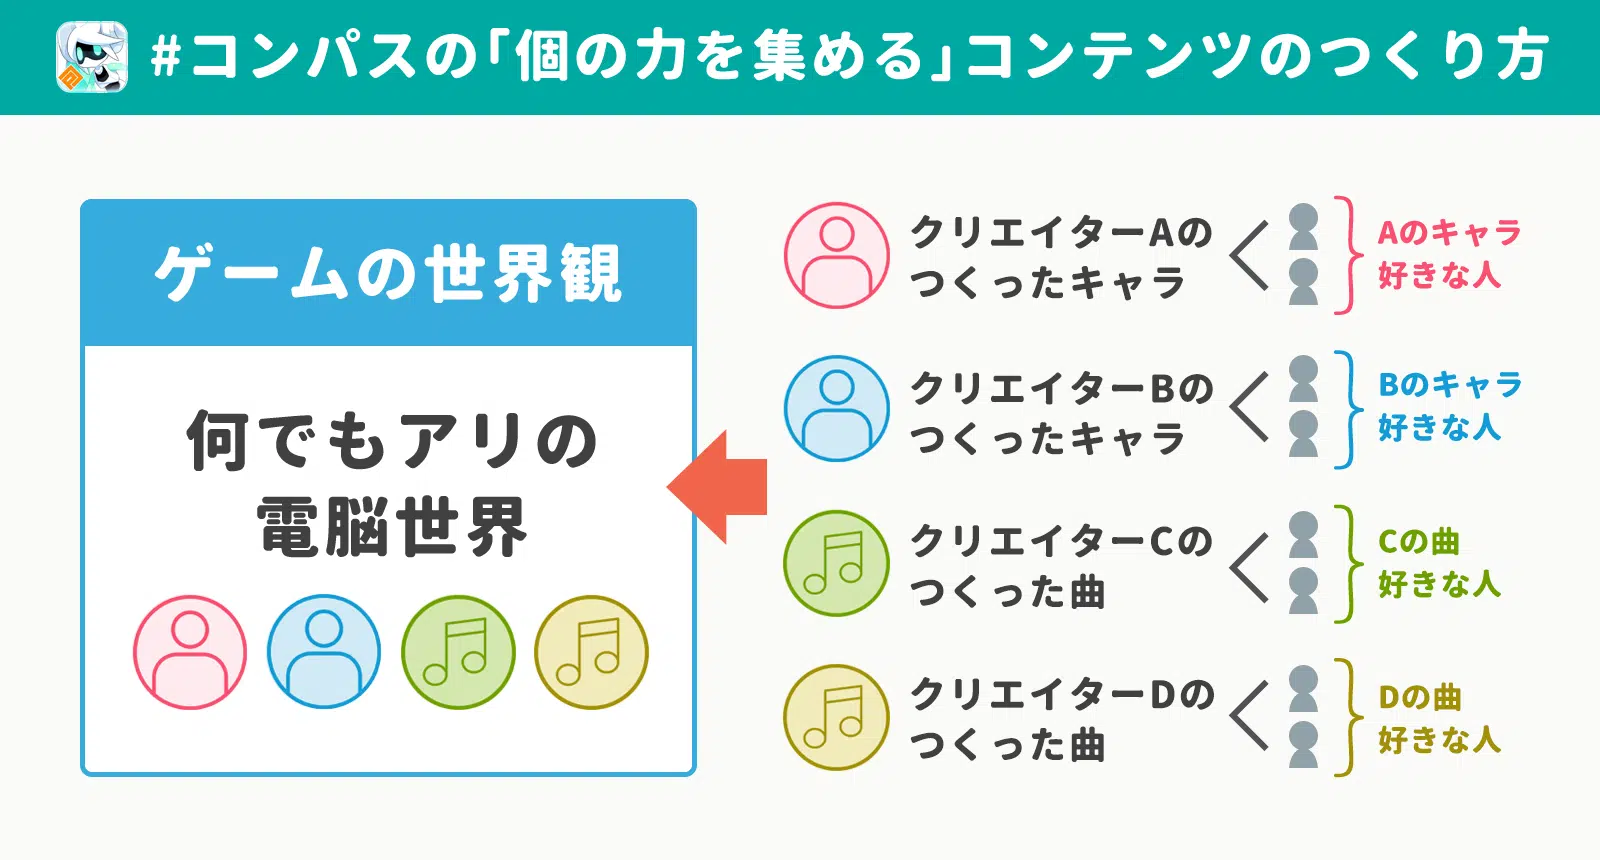 #コンパスの「個の力を集める」コンテンツのつくり方
ゲームの世界観
何でもアリの
電脳世界
クリエイターAの
つくったキャラ
Aのキャラ
好きな人
クリエイターBの
つくったキャラ
Bのキャラ
好きな人
クリエイターCの
つくった曲
Cの曲
好きな人
クリエイターDの
つくった曲
Dの曲
好きな人